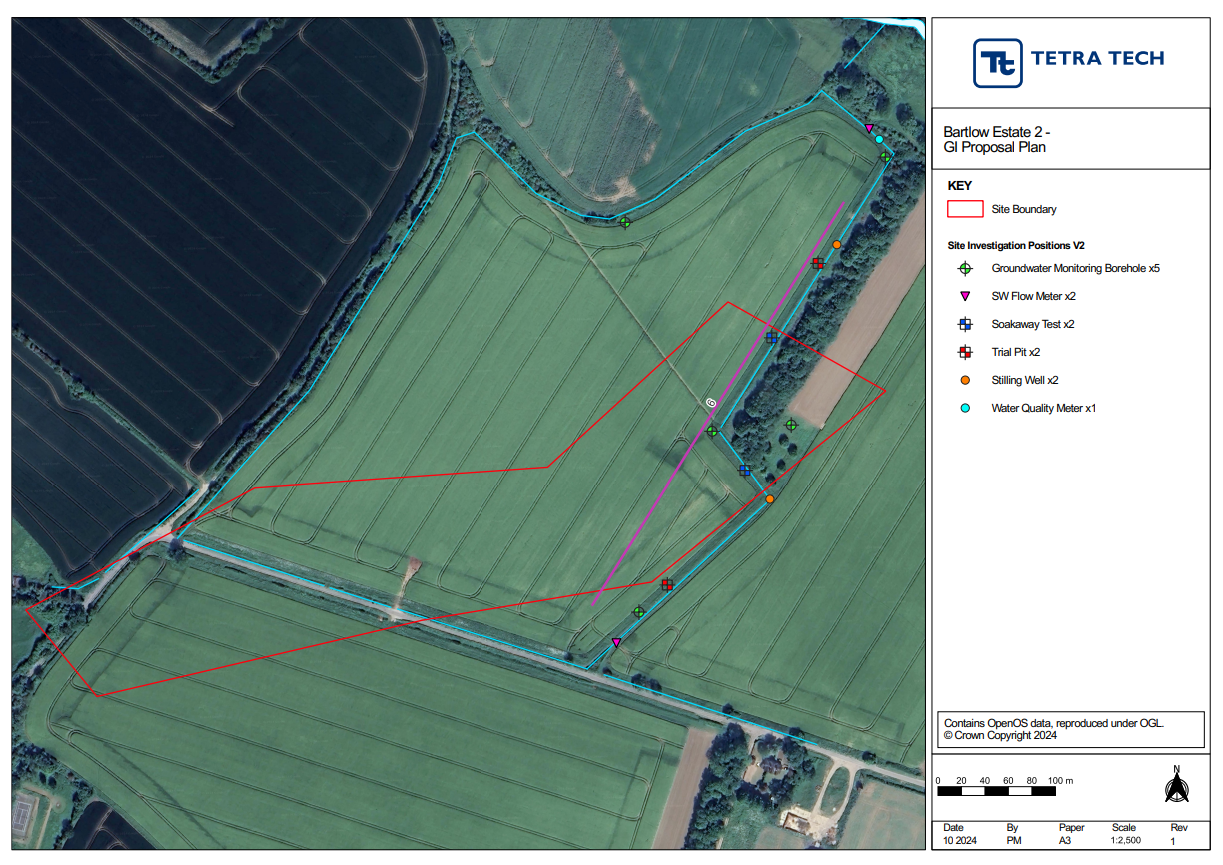 Tt TETRA TECH
Bartlow Estate 2 -
GI Proposal Plan
KEY
Site Boundary
Site Investigation Positions V2
Groundwater Monitoring Borehole x5
SW Flow Meter x2
Soakaway Test x2
Trial Pit x2
Stilling Well x2
Water Quality Meter x1
Contains OpenOS data, reproduced under OGL.
© Crown Copyright 2024
N
0 20 40 60 80 100 m
Date By Paper Scale Rev
10 2024 PM A3 1:2,500 1